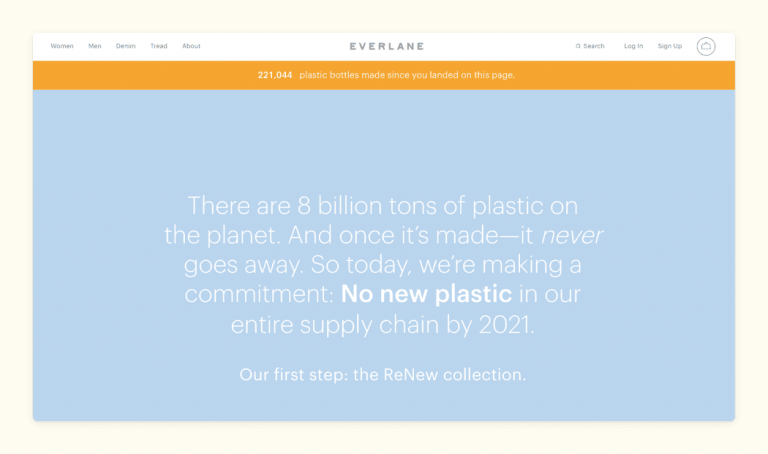 Women Men Denim Tread About EVERLANE Search Log In Sign Up
221,044 plastic bottles made since you landed on this page.
There are 8 billion tons of plastic on
the planet. And once it’s made—it never
goes away. So today, we’re making a
commitment: No new plastic in our
entire supply chain by 2021.
Our first step: the ReNew collection.